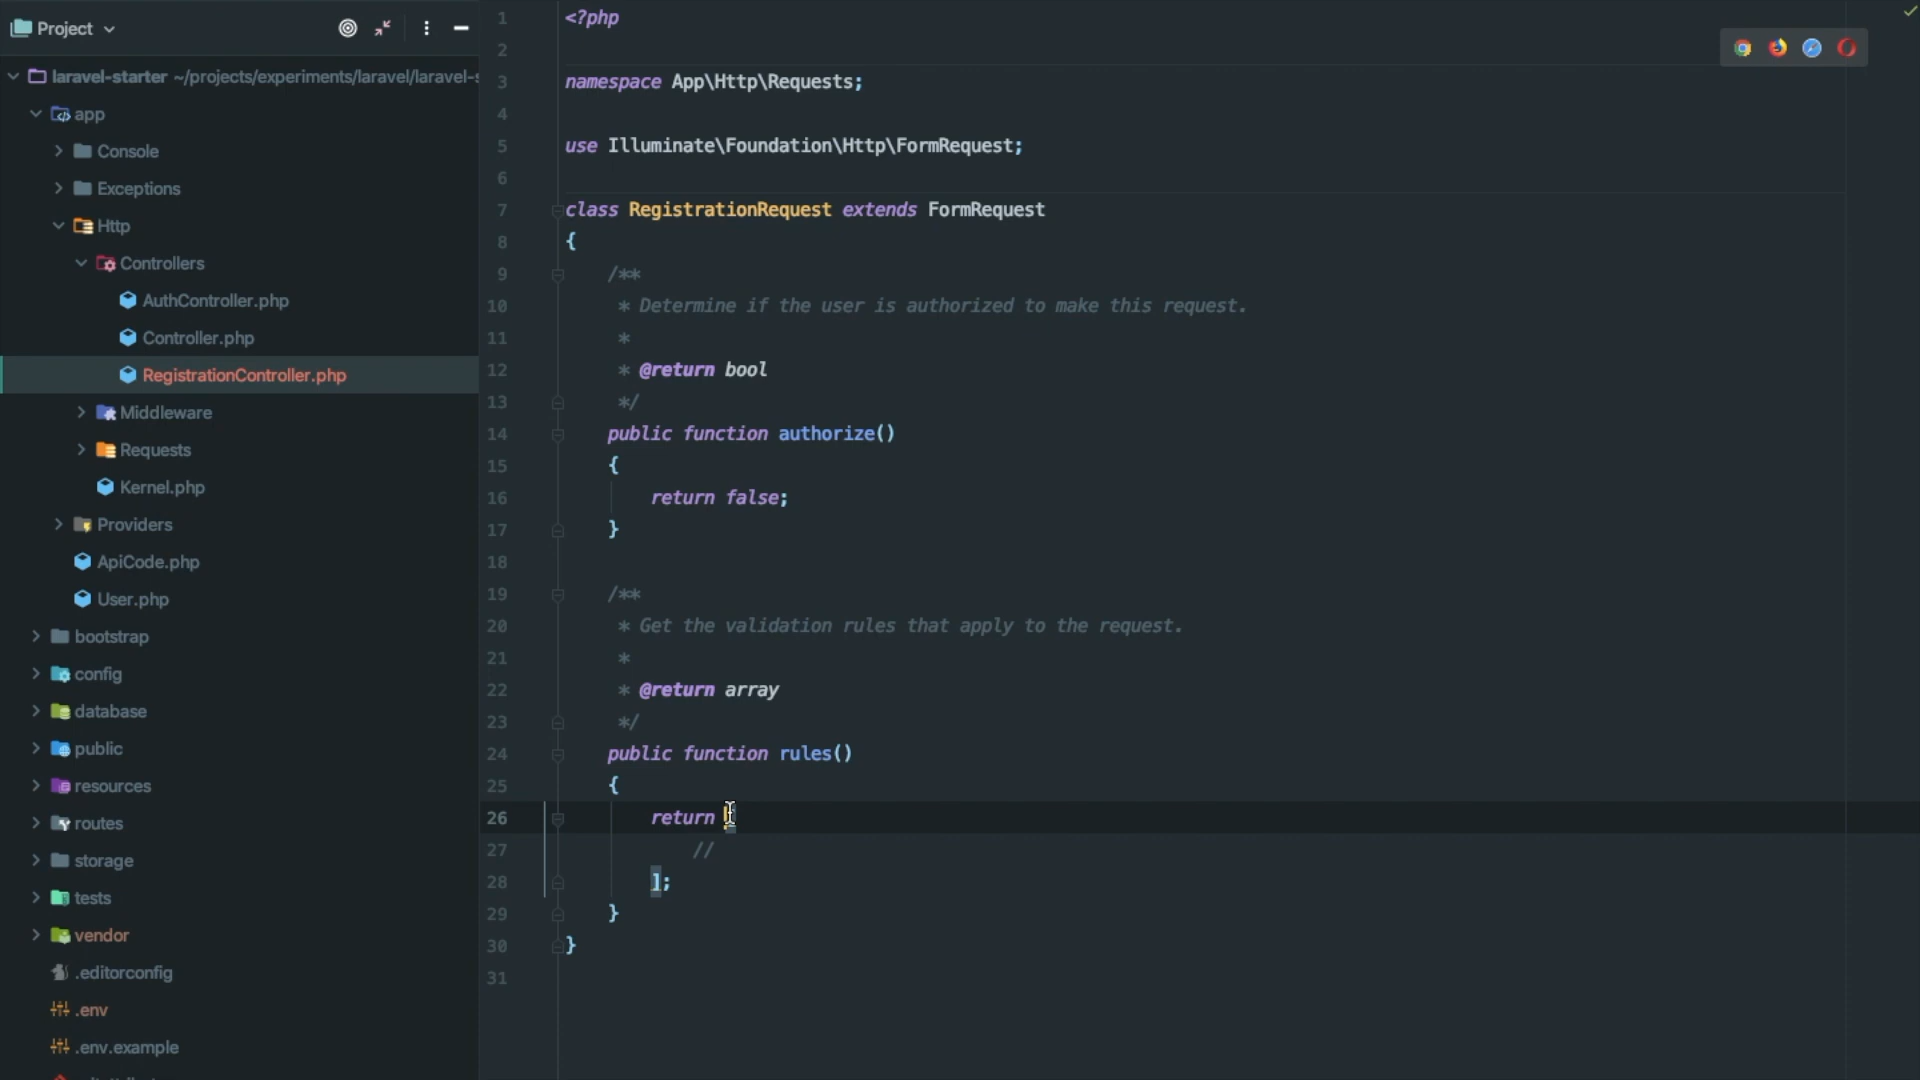 Project
laravel-starter ~/projects/experiments/laravel/laravel-s
app
Console
Exceptions
Http
Controllers
AuthController.php
Controller.php
RegistrationController.php
Middleware
Requests
Kernel.php
Providers
ApiCode.php
User.php
bootstrap
config
database
public
resources
routes
storage
tests
vendor
.editorconfig
.env
.env.example
1 <?php
2
3 namespace App\Http\Requests;
4
5 use Illuminate\Foundation\Http\FormRequest;
6
7 class RegistrationRequest extends FormRequest
8 {
9 /**
10 * Determine if the user is authorized to make this request.
11 *
12 * @return bool
13 */
14 public function authorize()
15 {
16 return false;
17 }
18
19 /**
20 * Get the validation rules that apply to the request.
21 *
22 * @return array
23 */
24 public function rules()
25 {
26 return [
27 //
28 ];
29 }
30 }
31